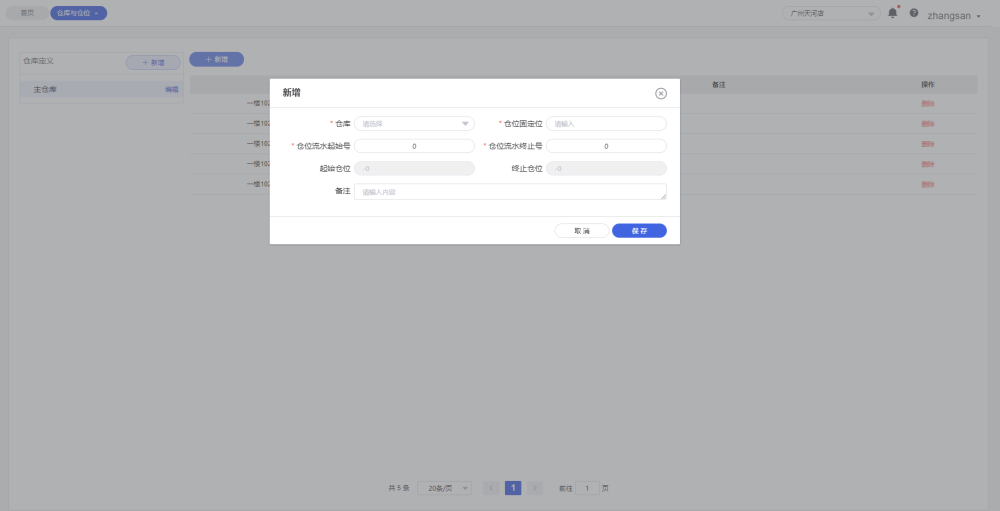 首页 仓库与仓位 × 广州天河店 zhangsan
仓库定义 + 新增 + 新增
主仓库 编辑
备注 操作
一楼102 删除
一楼102 删除
一楼102 删除
一楼102 删除
一楼102 删除
新增
* 仓库 请选择 * 仓位固定位 请输入
* 仓位流水起始号 0 * 仓位流水终止号 0
起始仓位 -0 终止仓位 -0
备注 请输入内容
取消 保存
共 5 条 20条/页 < 1 > 前往 1 页